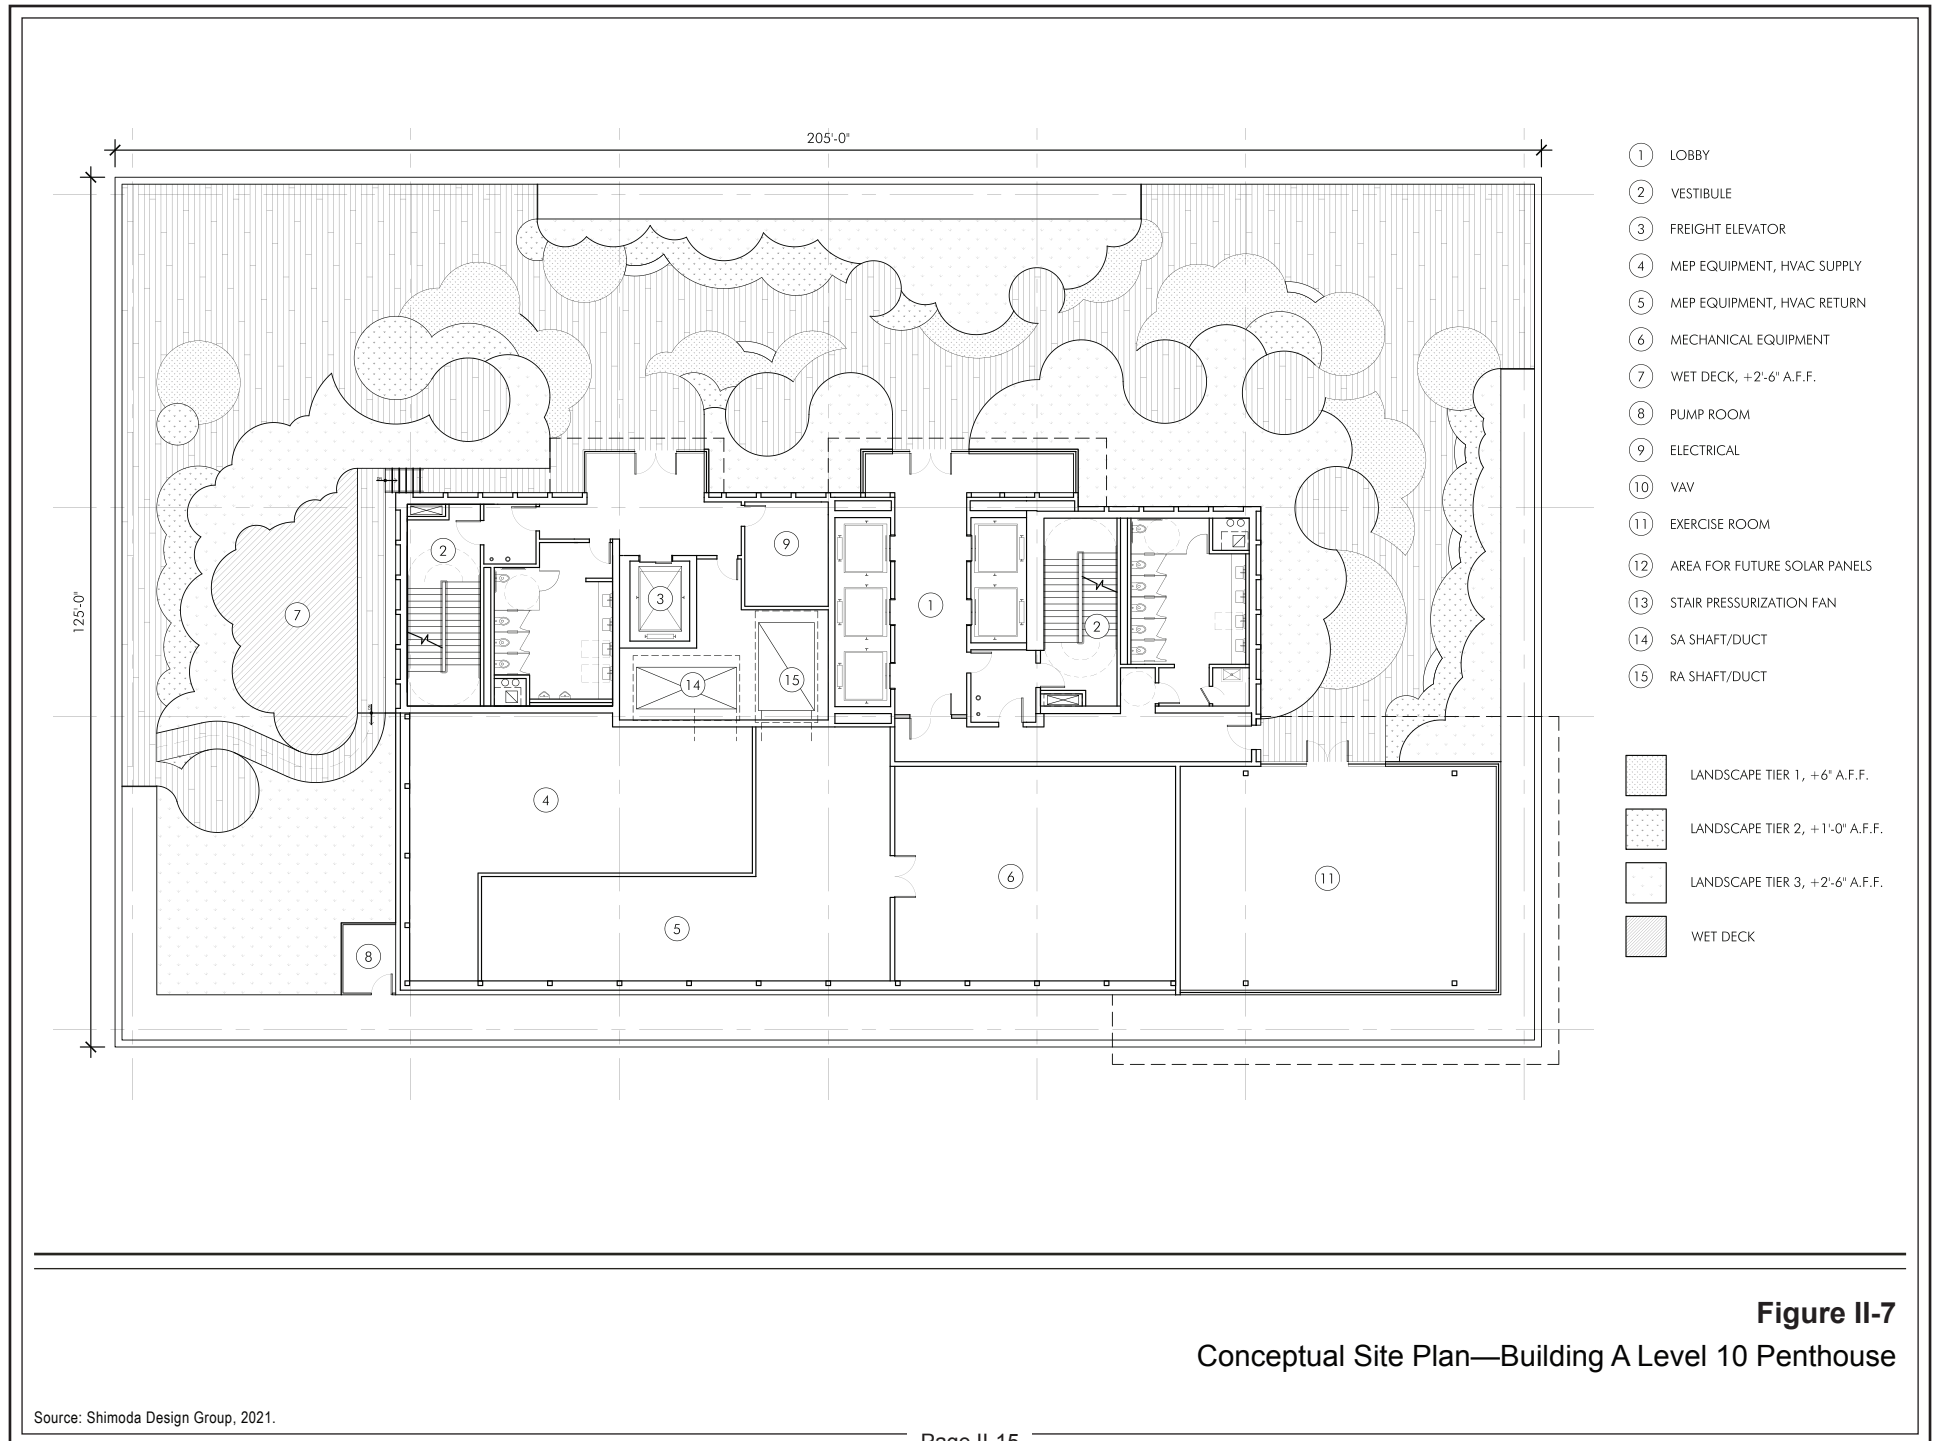 205'-0"
125'-0"
2
9
3
1
7
2
14
15
4
6
11
5
8
1 LOBBY
2 VESTIBULE
3 FREIGHT ELEVATOR
4 MEP EQUIPMENT, HVAC SUPPLY
5 MEP EQUIPMENT, HVAC RETURN
6 MECHANICAL EQUIPMENT
7 WET DECK, +2'-6" A.F.F.
8 PUMP ROOM
9 ELECTRICAL
10 VAV
11 EXERCISE ROOM
12 AREA FOR FUTURE SOLAR PANELS
13 STAIR PRESSURIZATION FAN
14 SA SHAFT/DUCT
15 RA SHAFT/DUCT
LANDSCAPE TIER 1, +6" A.F.F.
LANDSCAPE TIER 2, +1'-0" A.F.F.
LANDSCAPE TIER 3, +2'-6" A.F.F.
WET DECK
Figure II-7
Conceptual Site Plan—Building A Level 10 Penthouse
Source: Shimoda Design Group, 2021.
Page II-15